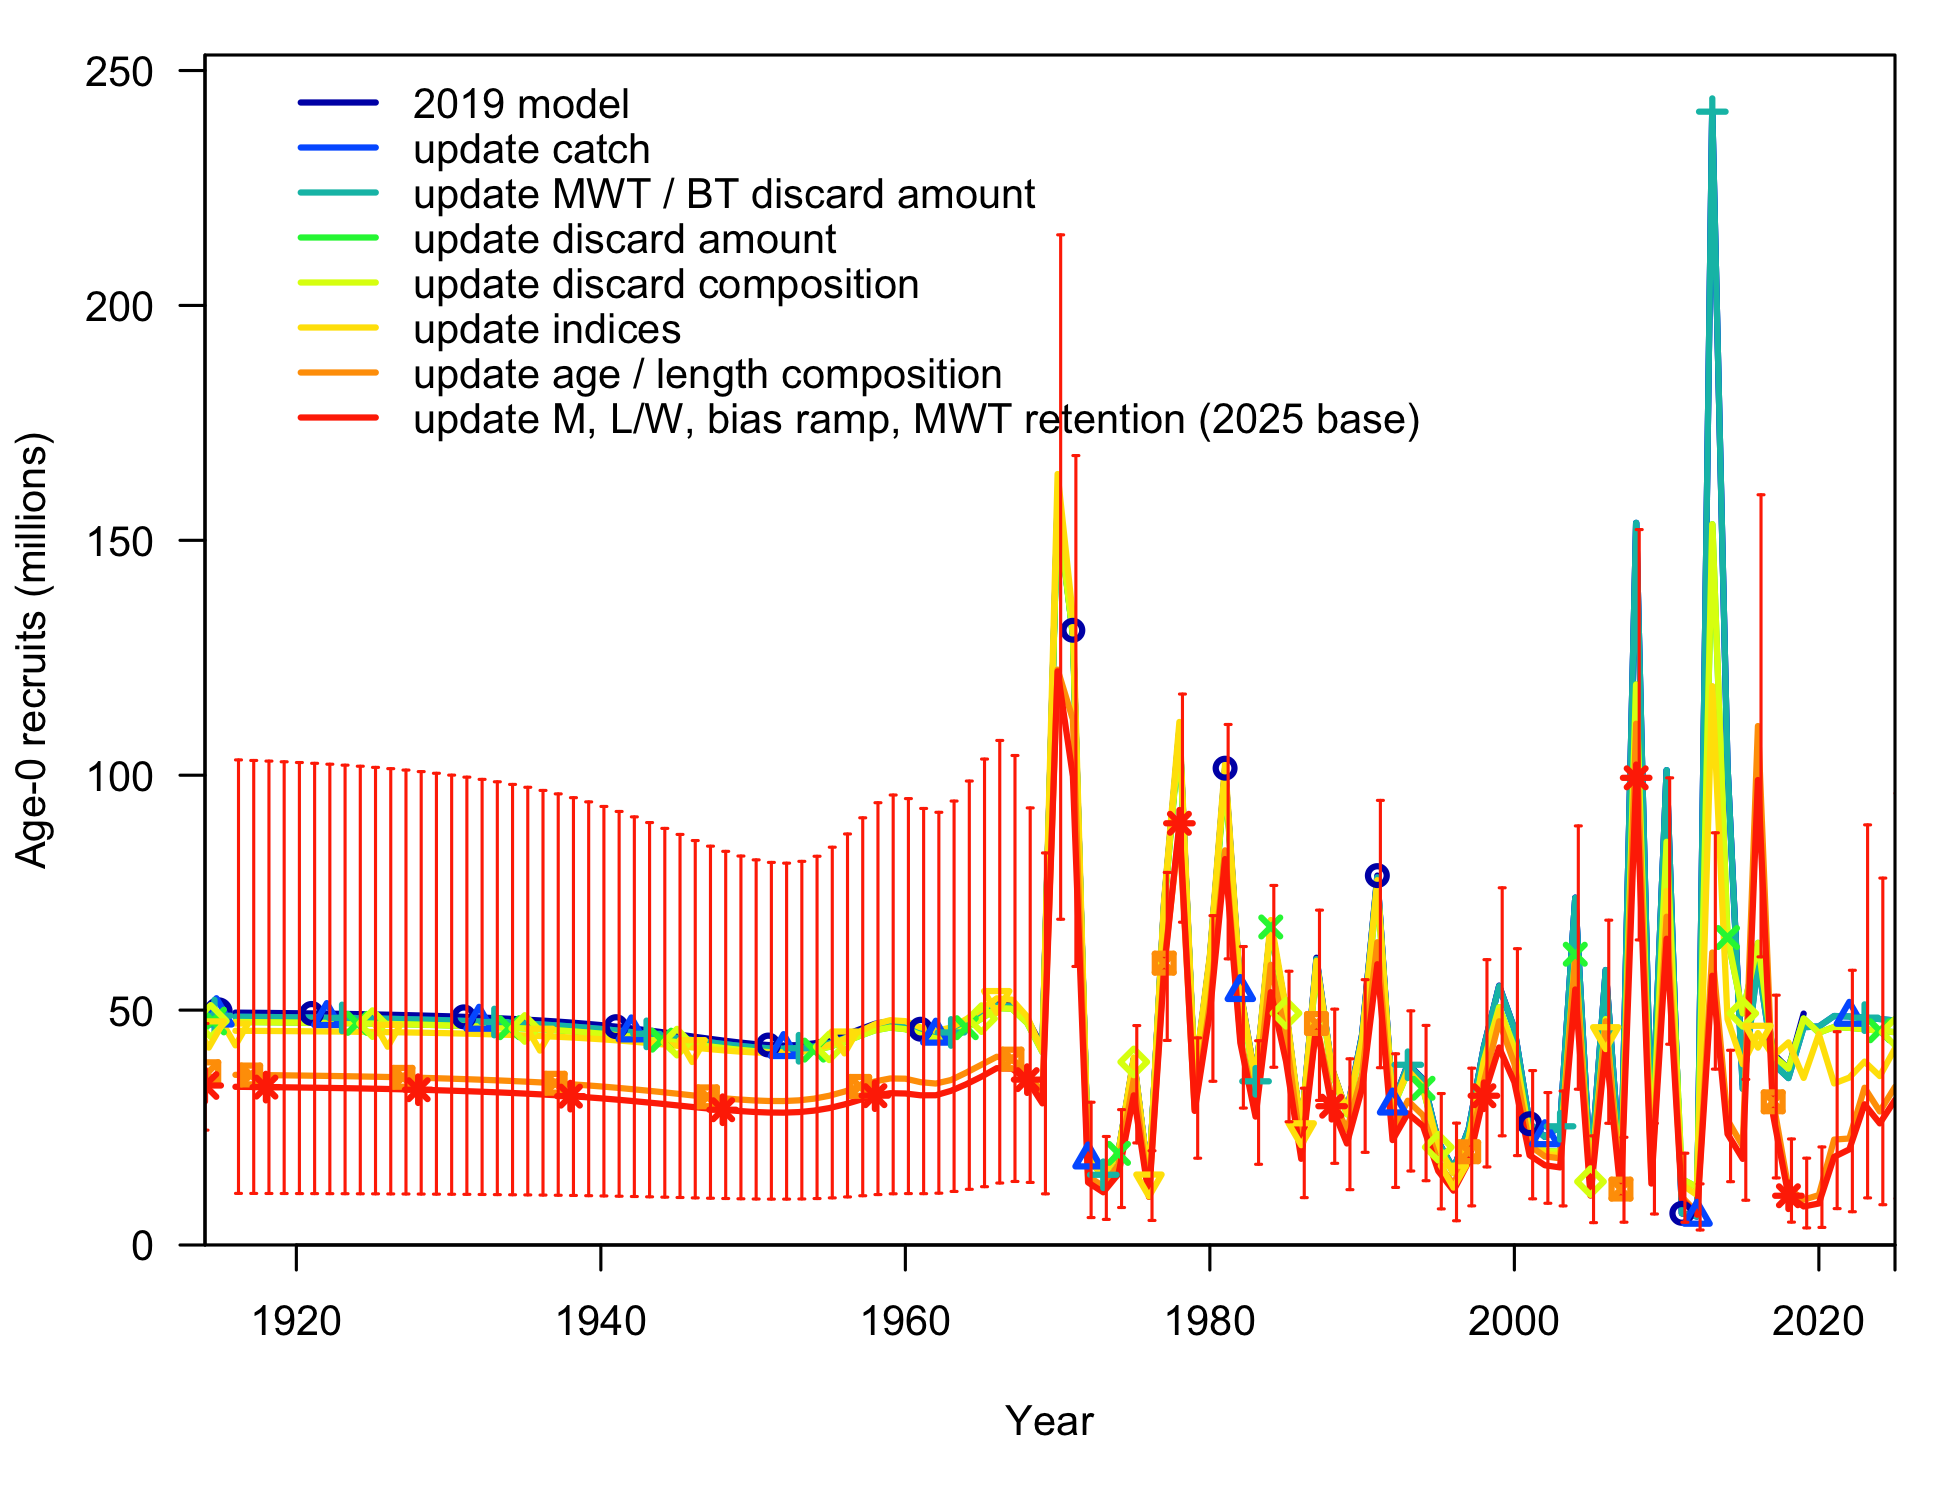 250
200
150
100
50
0
Age-0 recruits (millions)
2019 model
update catch
update MWT / BT discard amount
update discard amount
update discard composition
update indices
update age / length composition
update M, L/W, bias ramp, MWT retention (2025 base)
1920 1940 1960 1980 2000 2020
Year